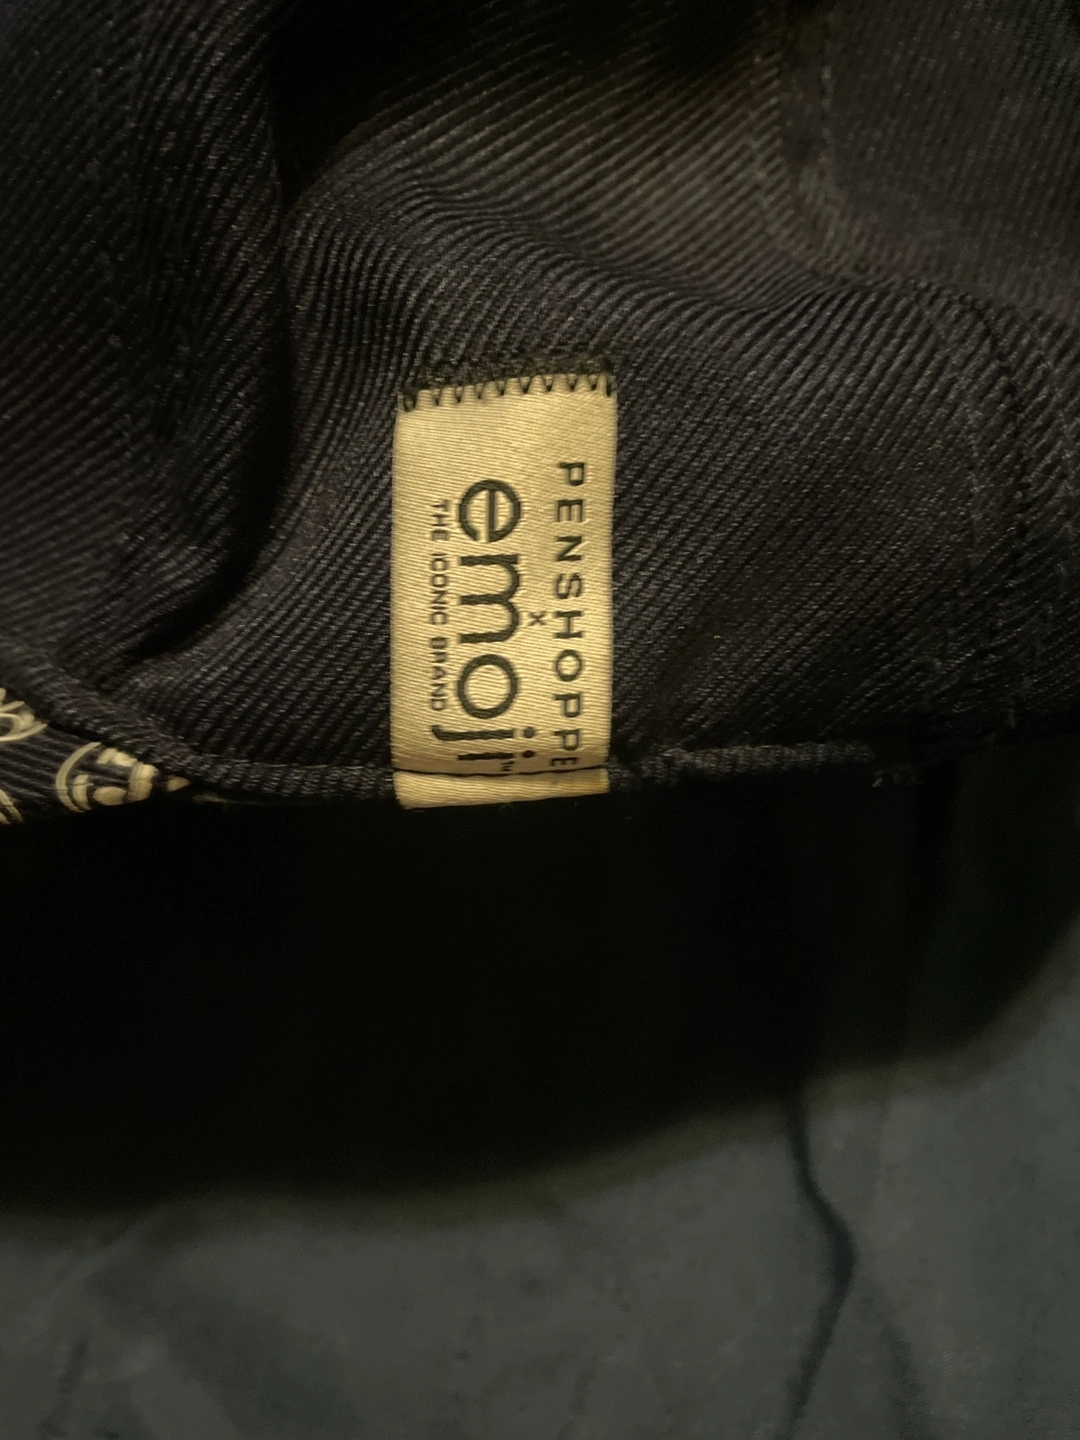 PENSHOPPE
x
emoji™
THE ICONIC BRAND